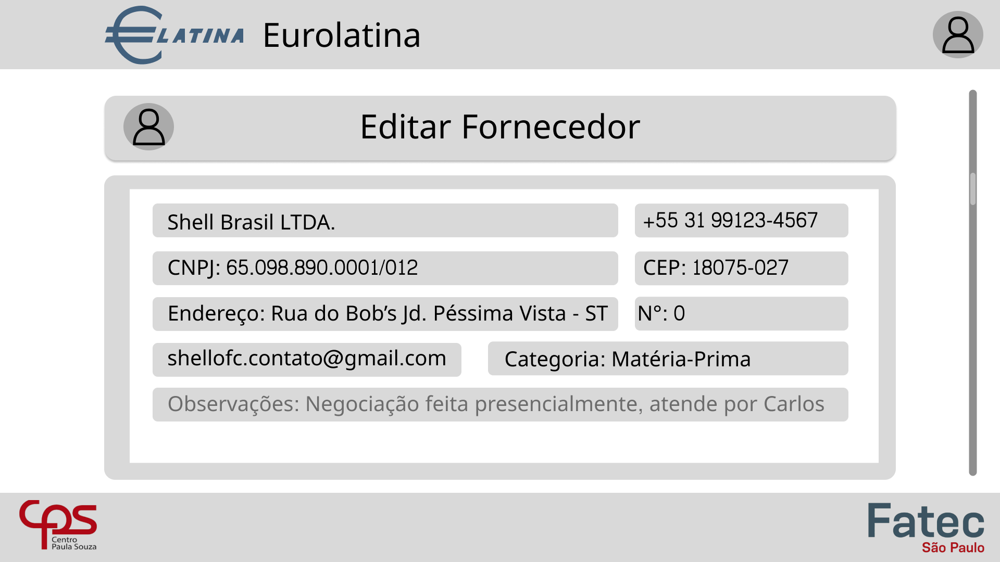 €LATINA
Eurolatina
Editar Fornecedor
Shell Brasil LTDA.
+55 31 99123-4567
CNPJ: 65.098.890.0001/012
CEP: 18075-027
Endereço: Rua do Bob’s Jd. Péssima Vista - ST
N°: 0
shellofc.contato@gmail.com
Categoria: Matéria-Prima
Observações: Negociação feita presencialmente, atende por Carlos
cps
Centro
Paula Souza
Fatec
São Paulo